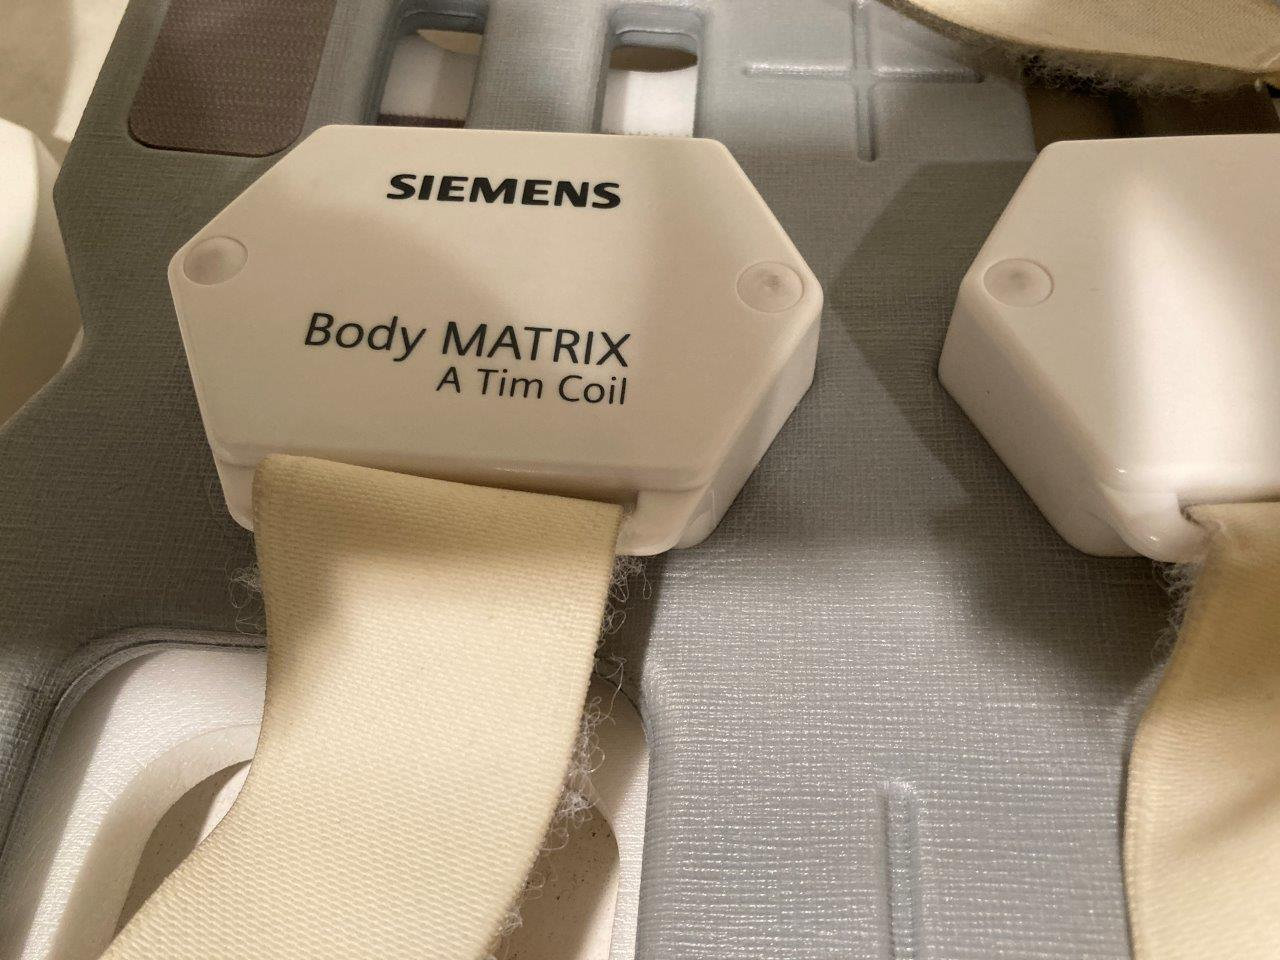 SIEMENS
Body MATRIX
A Tim Coil